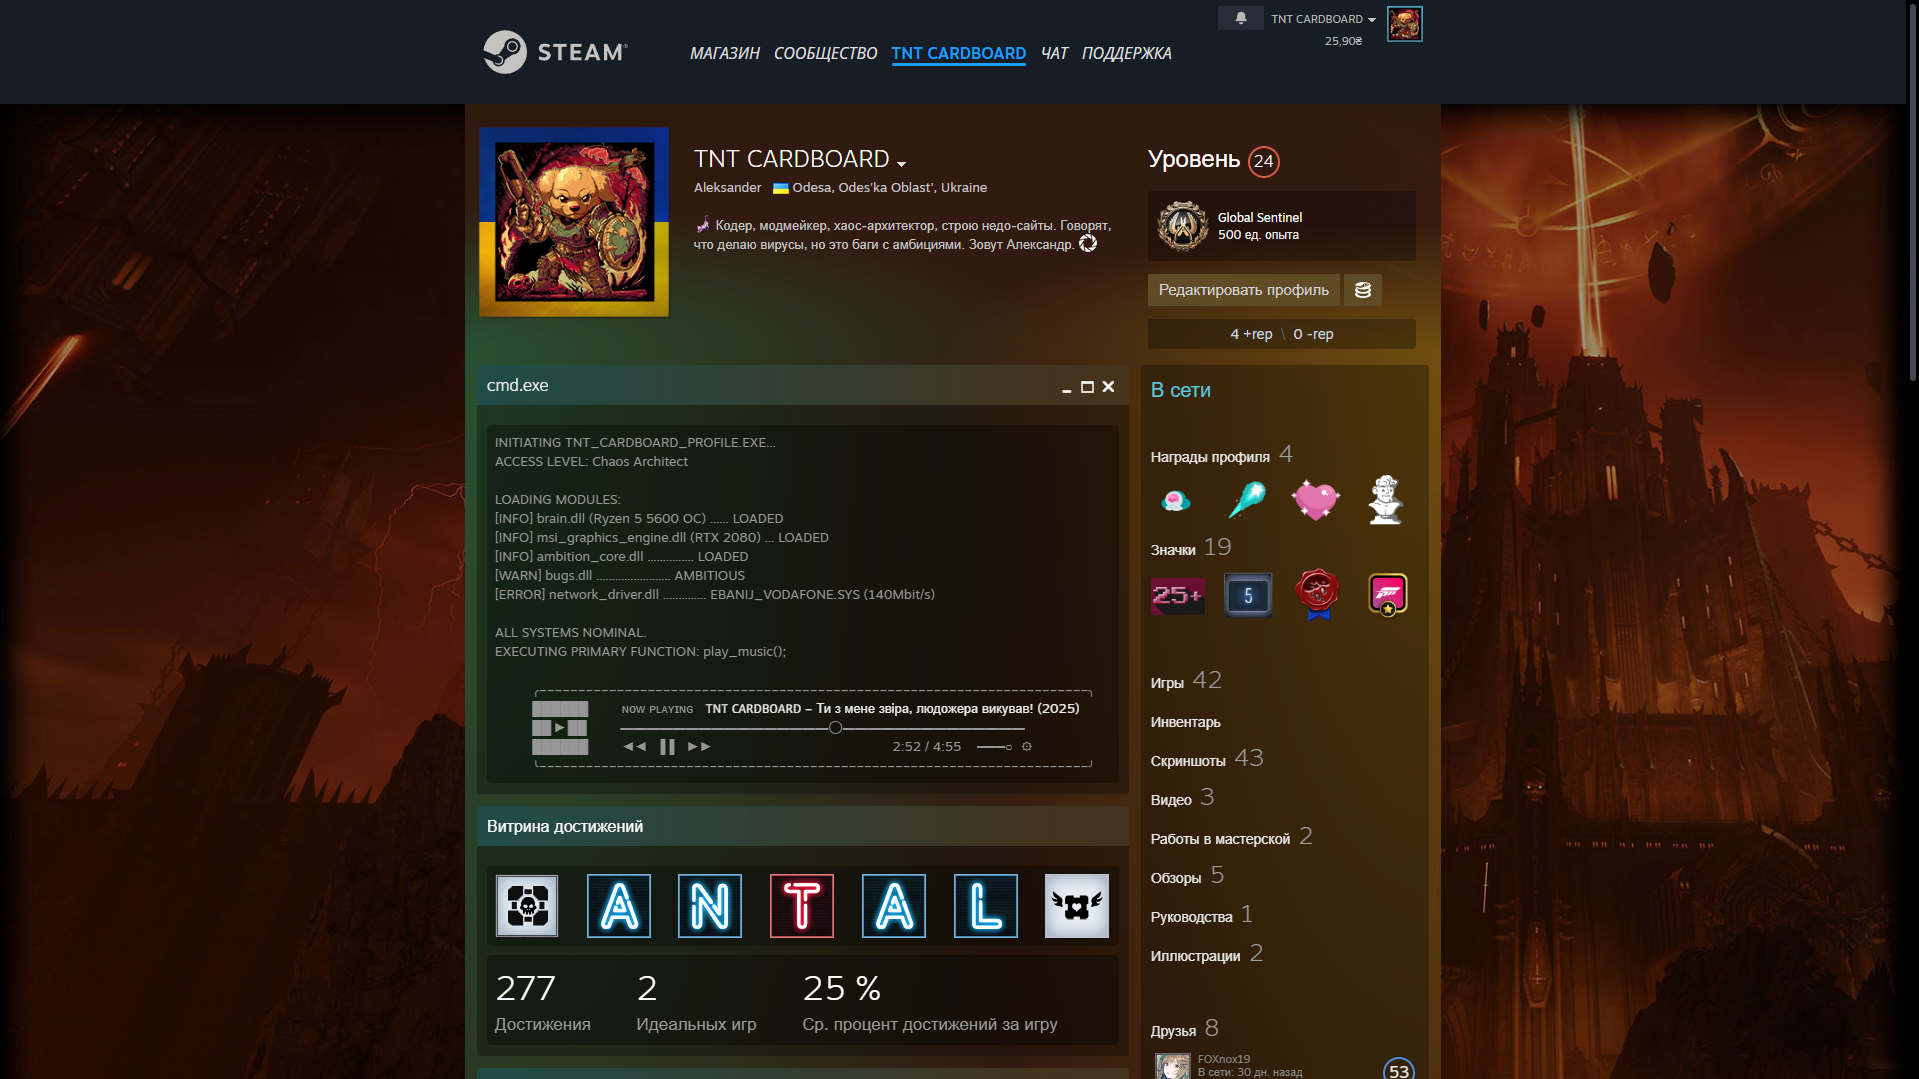 STEAM®
МАГАЗИН СООБЩЕСТВО TNT CARDBOARD ЧАТ ПОДДЕРЖКА
TNT CARDBOARD
25,90₴
TNT CARDBOARD
Aleksander Odesa, Odes'ka Oblast', Ukraine
Кодер, модмейкер, хаос-архитектор, строю недо-сайты. Говорят,
что делаю вирусы, но это баги с амбициями. Зовут Александр.
Уровень 24
Global Sentinel
500 ед. опыта
Редактировать профиль
4 +rep \ 0 -rep
cmd.exe
INITIATING TNT_CARDBOARD_PROFILE.EXE...
ACCESS LEVEL: Chaos Architect
LOADING MODULES:
[INFO] brain.dll (Ryzen 5 5600 OC) ...... LOADED
[INFO] msi_graphics_engine.dll (RTX 2080) ... LOADED
[INFO] ambition_core.dll ............... LOADED
[WARN] bugs.dll ........................ AMBITIOUS
[ERROR] network_driver.dll .............. EBANIJ_VODAFONE.SYS (140Mbit/s)
ALL SYSTEMS NOMINAL.
EXECUTING PRIMARY FUNCTION: play_music();
NOW PLAYING TNT CARDBOARD – Ти з мене звіра, людожера викував! (2025)
2:52 / 4:55
Витрина достижений
A N T A L
277
Достижения
2
Идеальных игр
25 %
Ср. процент достижений за игру
В сети
Награды профиля 4
Значки 19
25+
5
Игры 42
Инвентарь
Скриншоты 43
Видео 3
Работы в мастерской 2
Обзоры 5
Руководства 1
Иллюстрации 2
Друзья 8
FOXnox19
В сети: 30 дн. назад
53